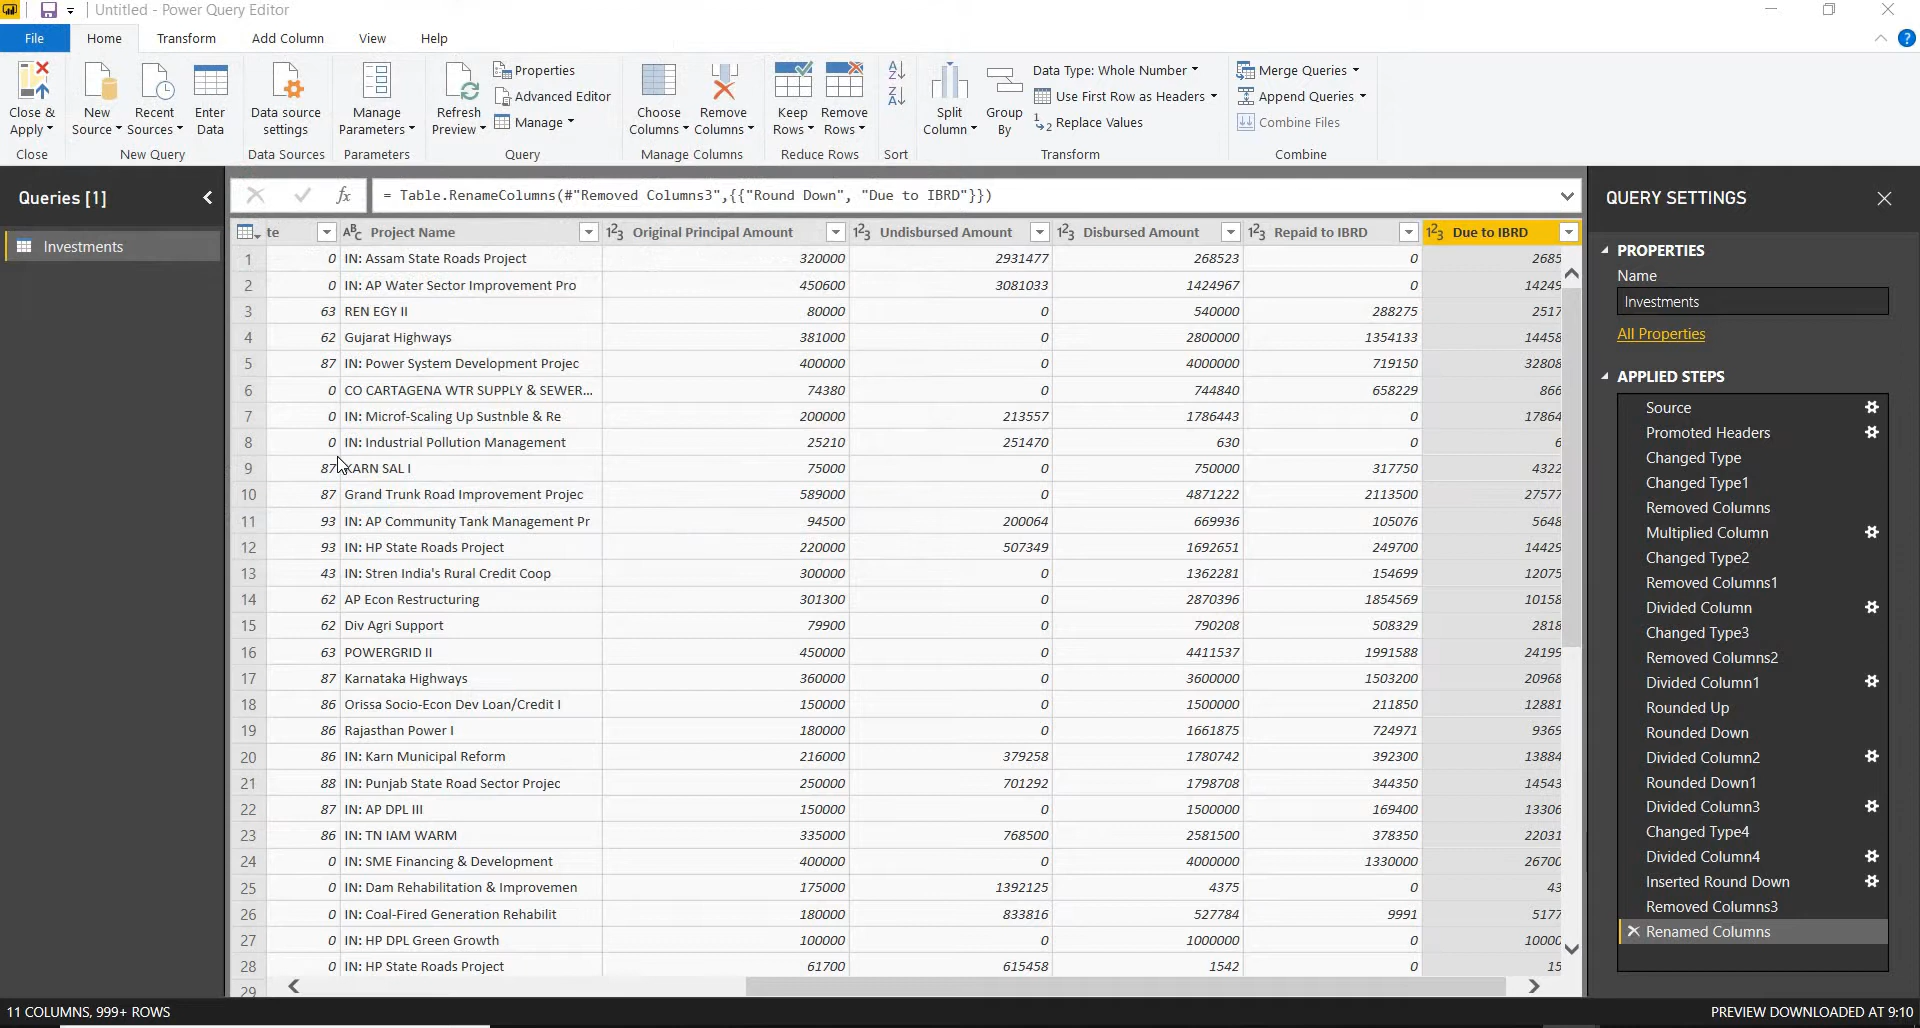 Untitled - Power Query Editor
File Home Transform Add Column View Help
Close & Apply
New Source
Recent Sources
Enter Data
Data source settings
Manage Parameters
Refresh Preview
Properties
Advanced Editor
Manage
Choose Columns
Remove Columns
Keep Rows
Remove Rows
Split Column
Group By
Data Type: Whole Number
Use First Row as Headers
Replace Values
Merge Queries
Append Queries
Combine Files
Close New Query Data Sources Parameters Query Manage Columns Reduce Rows Sort Transform Combine
Queries [1]
Investments
= Table.RenameColumns(#"Removed Columns3",{{"Round Down", "Due to IBRD"}})
te Project Name Original Principal Amount Undisbursed Amount Disbursed Amount Repaid to IBRD Due to IBRD
1 0 IN: Assam State Roads Project 320000 2931477 268523 0 2685
2 0 IN: AP Water Sector Improvement Pro 450600 3081033 1424967 0 14249
3 63 REN EGY II 80000 0 540000 288275 2517
4 62 Gujarat Highways 381000 0 2800000 1354133 14458
5 87 IN: Power System Development Projec 400000 0 4000000 719150 32808
6 0 CO CARTAGENA WTR SUPPLY & SEWER... 74380 0 744840 658229 866
7 0 IN: Microf-Scaling Up Sustnble & Re 200000 213557 1786443 0 17864
8 0 IN: Industrial Pollution Management 25210 251470 630 0 6
9 87 KARN SAL I 75000 0 750000 317750 4322
10 87 Grand Trunk Road Improvement Projec 589000 0 4871222 2113500 27577
11 93 IN: AP Community Tank Management Pr 94500 200064 669936 105076 5648
12 93 IN: HP State Roads Project 220000 507349 1692651 249700 14429
13 43 IN: Stren India's Rural Credit Coop 300000 0 1362281 154699 12075
14 62 AP Econ Restructuring 301300 0 2870396 1854569 10158
15 62 Div Agri Support 79900 0 790208 508329 2818
16 63 POWERGRID II 450000 0 4411537 1991588 24199
17 87 Karnataka Highways 360000 0 3600000 1503200 20968
18 86 Orissa Socio-Econ Dev Loan/Credit I 150000 0 1500000 211850 12881
19 86 Rajasthan Power I 180000 0 1661875 724971 9369
20 86 IN: Karn Municipal Reform 216000 379258 1780742 392300 13884
21 88 IN: Punjab State Road Sector Projec 250000 701292 1798708 344350 14543
22 87 IN: AP DPL III 150000 0 1500000 169400 13306
23 86 IN: TN IAM WARM 335000 768500 2581500 378350 22031
24 0 IN: SME Financing & Development 400000 0 4000000 1330000 26700
25 0 IN: Dam Rehabilitation & Improvemen 175000 1392125 4375 0 43
26 0 IN: Coal-Fired Generation Rehabilit 180000 833816 527784 9991 5177
27 0 IN: HP DPL Green Growth 100000 0 1000000 0 10000
28 0 IN: HP State Roads Project 61700 615458 1542 0 15
29
QUERY SETTINGS
PROPERTIES
Name
Investments
All Properties
APPLIED STEPS
Source
Promoted Headers
Changed Type
Changed Type1
Removed Columns
Multiplied Column
Changed Type2
Removed Columns1
Divided Column
Changed Type3
Removed Columns2
Divided Column1
Rounded Up
Rounded Down
Divided Column2
Rounded Down1
Divided Column3
Changed Type4
Divided Column4
Inserted Round Down
Removed Columns3
Renamed Columns
11 COLUMNS, 999+ ROWS
PREVIEW DOWNLOADED AT 9:10